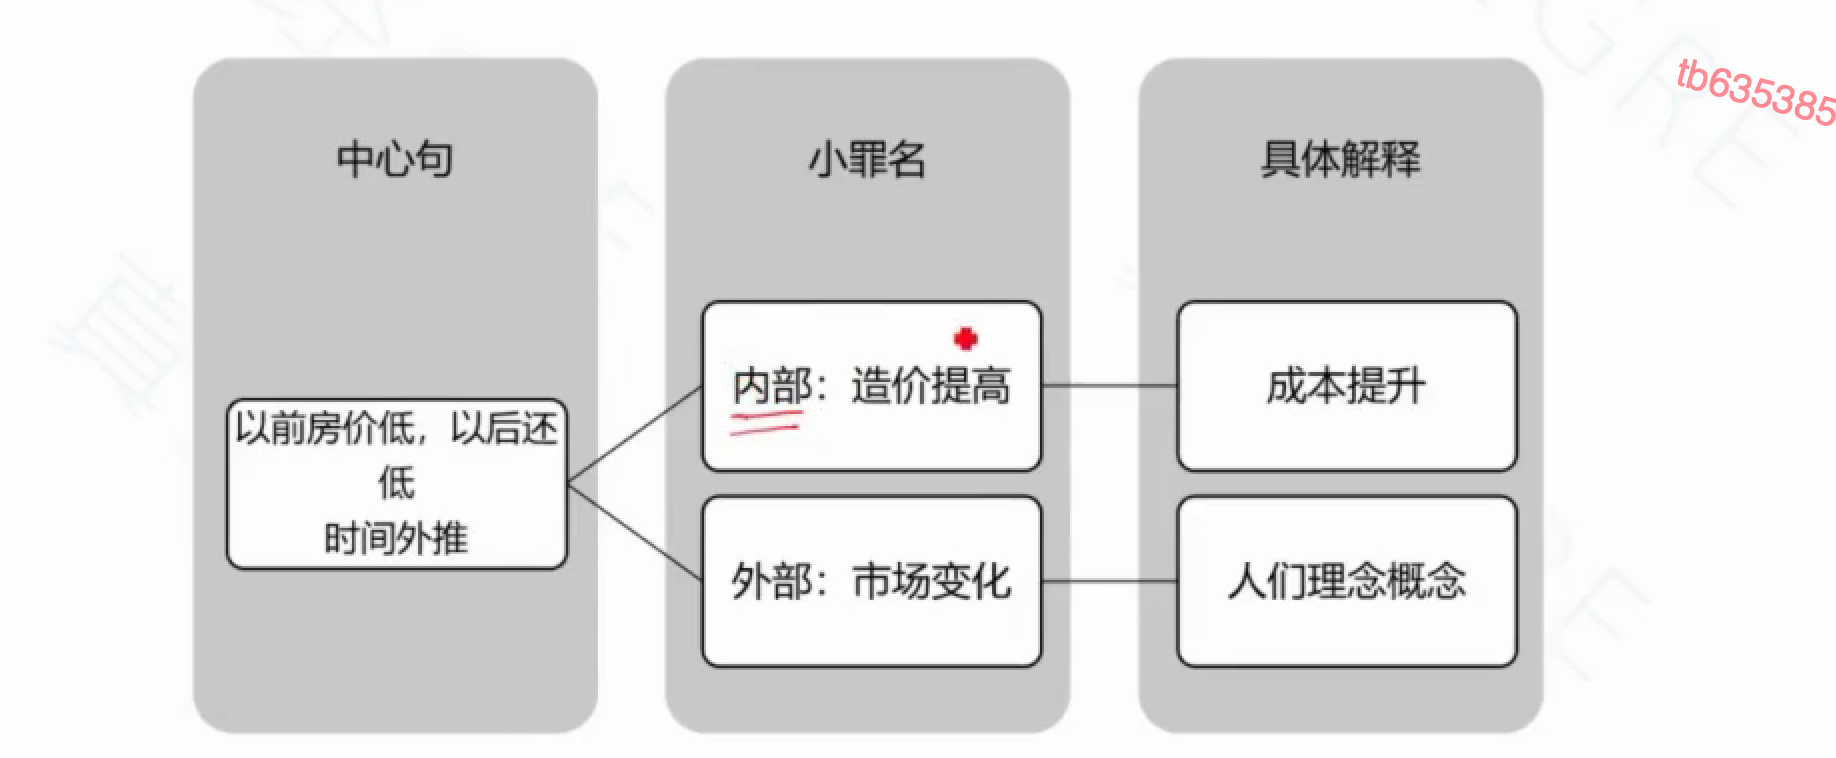 中心句
小罪名
具体解释
以前房价低，以后还
低
时间外推
内部：造价提高
成本提升
外部：市场变化
人们理念概念
tb635385
GRE